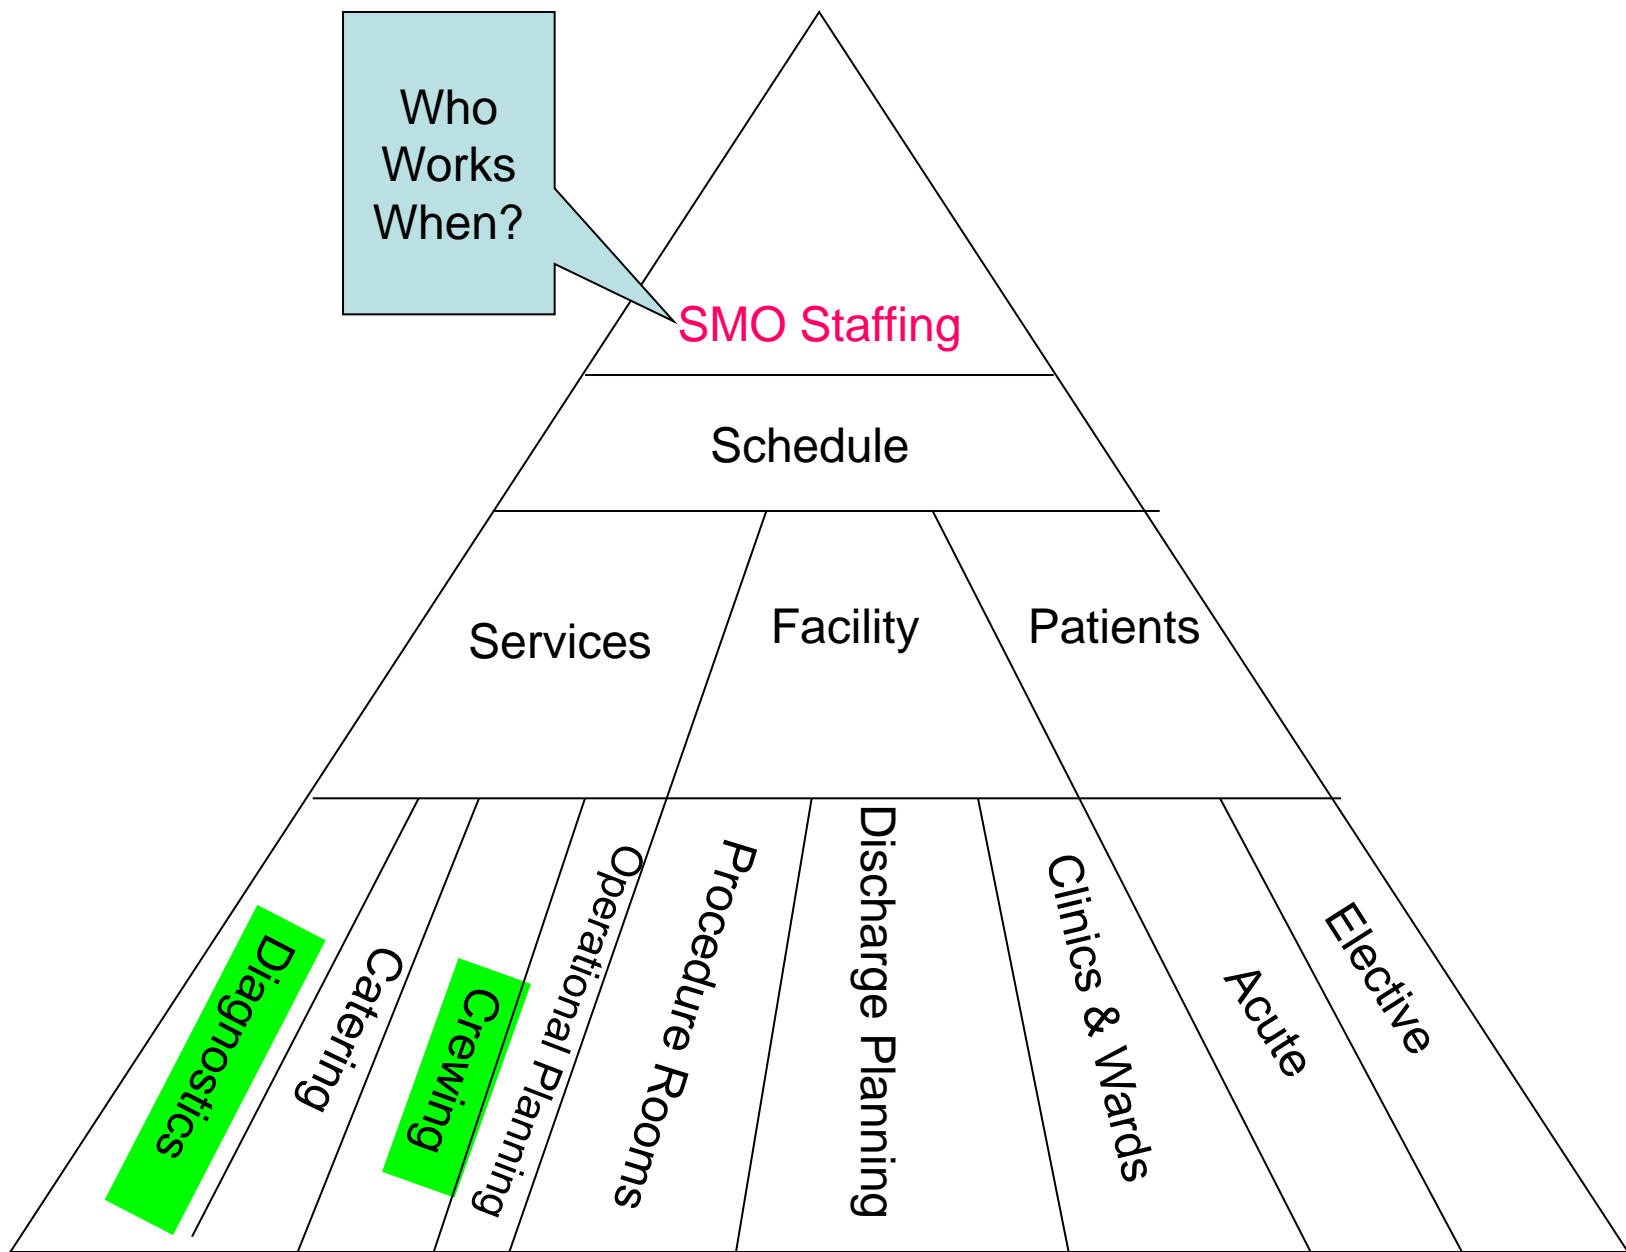 Who
Works
When?
SMO Staffing
Schedule
Services
Facility
Patients
Diagnostics
Catering
Crewing
Operational Planning
Procedure Rooms
Discharge Planning
Clinics & Wards
Acute
Elective